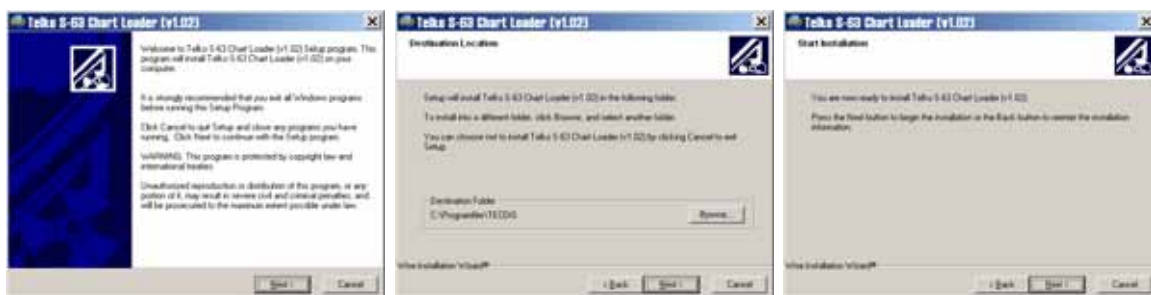 Telko S-63 Chart Loader (v1.02)
Welcome to Telko S-63 Chart Loader (v1.02) Setup program. This
program will install Telko S-63 Chart Loader (v1.02) on your
computer.
It is strongly recommended that you exit all Windows programs
before running this Setup Program.
Click Cancel to quit Setup and close any programs you have
running. Click Next to continue with the Setup program.
WARNING: This program is protected by copyright law and
international treaties.
Unauthorized reproduction or distribution of this program, or any
portion of it, may result in severe civil and criminal penalties, and
will be prosecuted to the maximum extent possible under law.
Next >
Cancel
Telko S-63 Chart Loader (v1.02)
Destination Location
Setup will install Telko S-63 Chart Loader (v1.02) in the following folder.
To install into a different folder, click Browse, and select another folder.
You can choose not to install Telko S-63 Chart Loader (v1.02) by clicking Cancel to exit
Setup.
Destination Folder
C:\Programfiler\TECDIS
Browse...
Wise Installation Wizard®
< Back
Next >
Cancel
Telko S-63 Chart Loader (v1.02)
Start Installation
You are now ready to install Telko S-63 Chart Loader (v1.02).
Press the Next button to begin the installation or the Back button to reenter the installation
information.
Wise Installation Wizard®
< Back
Next >
Cancel